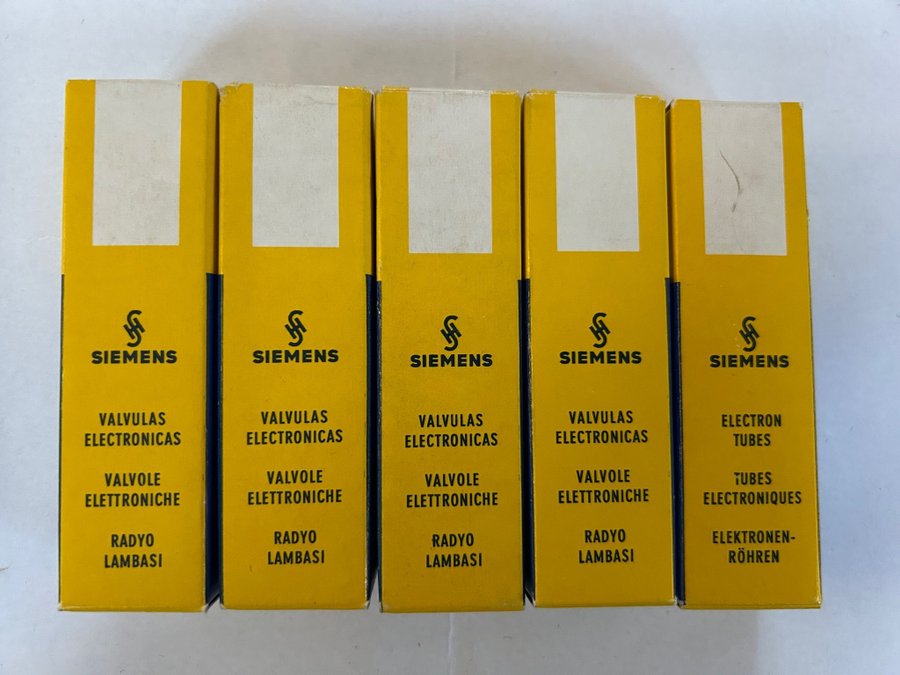 SIEMENS
VALVULAS
ELECTRONICAS
VALVOLE
ELETTRONICHE
RADYO
LAMBASI
SIEMENS
VALVULAS
ELECTRONICAS
VALVOLE
ELETTRONICHE
RADYO
LAMBASI
SIEMENS
VALVULAS
ELECTRONICAS
VALVOLE
ELETTRONICHE
RADYO
LAMBASI
SIEMENS
VALVULAS
ELECTRONICAS
VALVOLE
ELETTRONICHE
RADYO
LAMBASI
SIEMENS
ELECTRON
TUBES
TUBES
ELECTRONIQUES
ELEKTRONEN-
RÖHREN